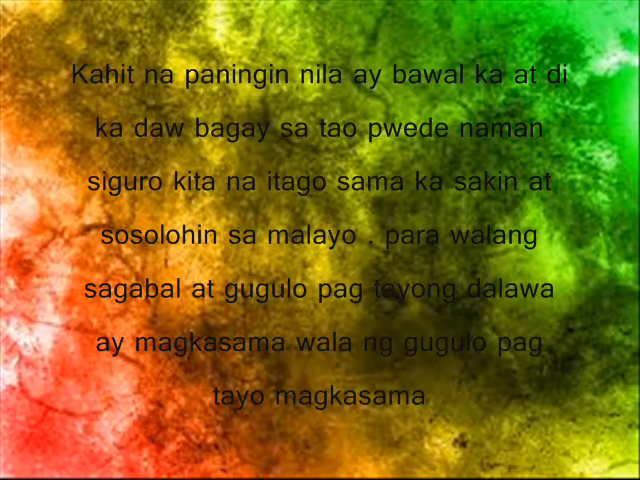 Kahit na paningin nila ay bawal ka at di
ka daw bagay sa tao pwede naman
siguro kita na itago sama ka sakin at
sosolohin sa malayo . para walang
sagabal at gugulo pag tayong dalawa
ay magkasama wala ng gugulo pag
tayo magkasama